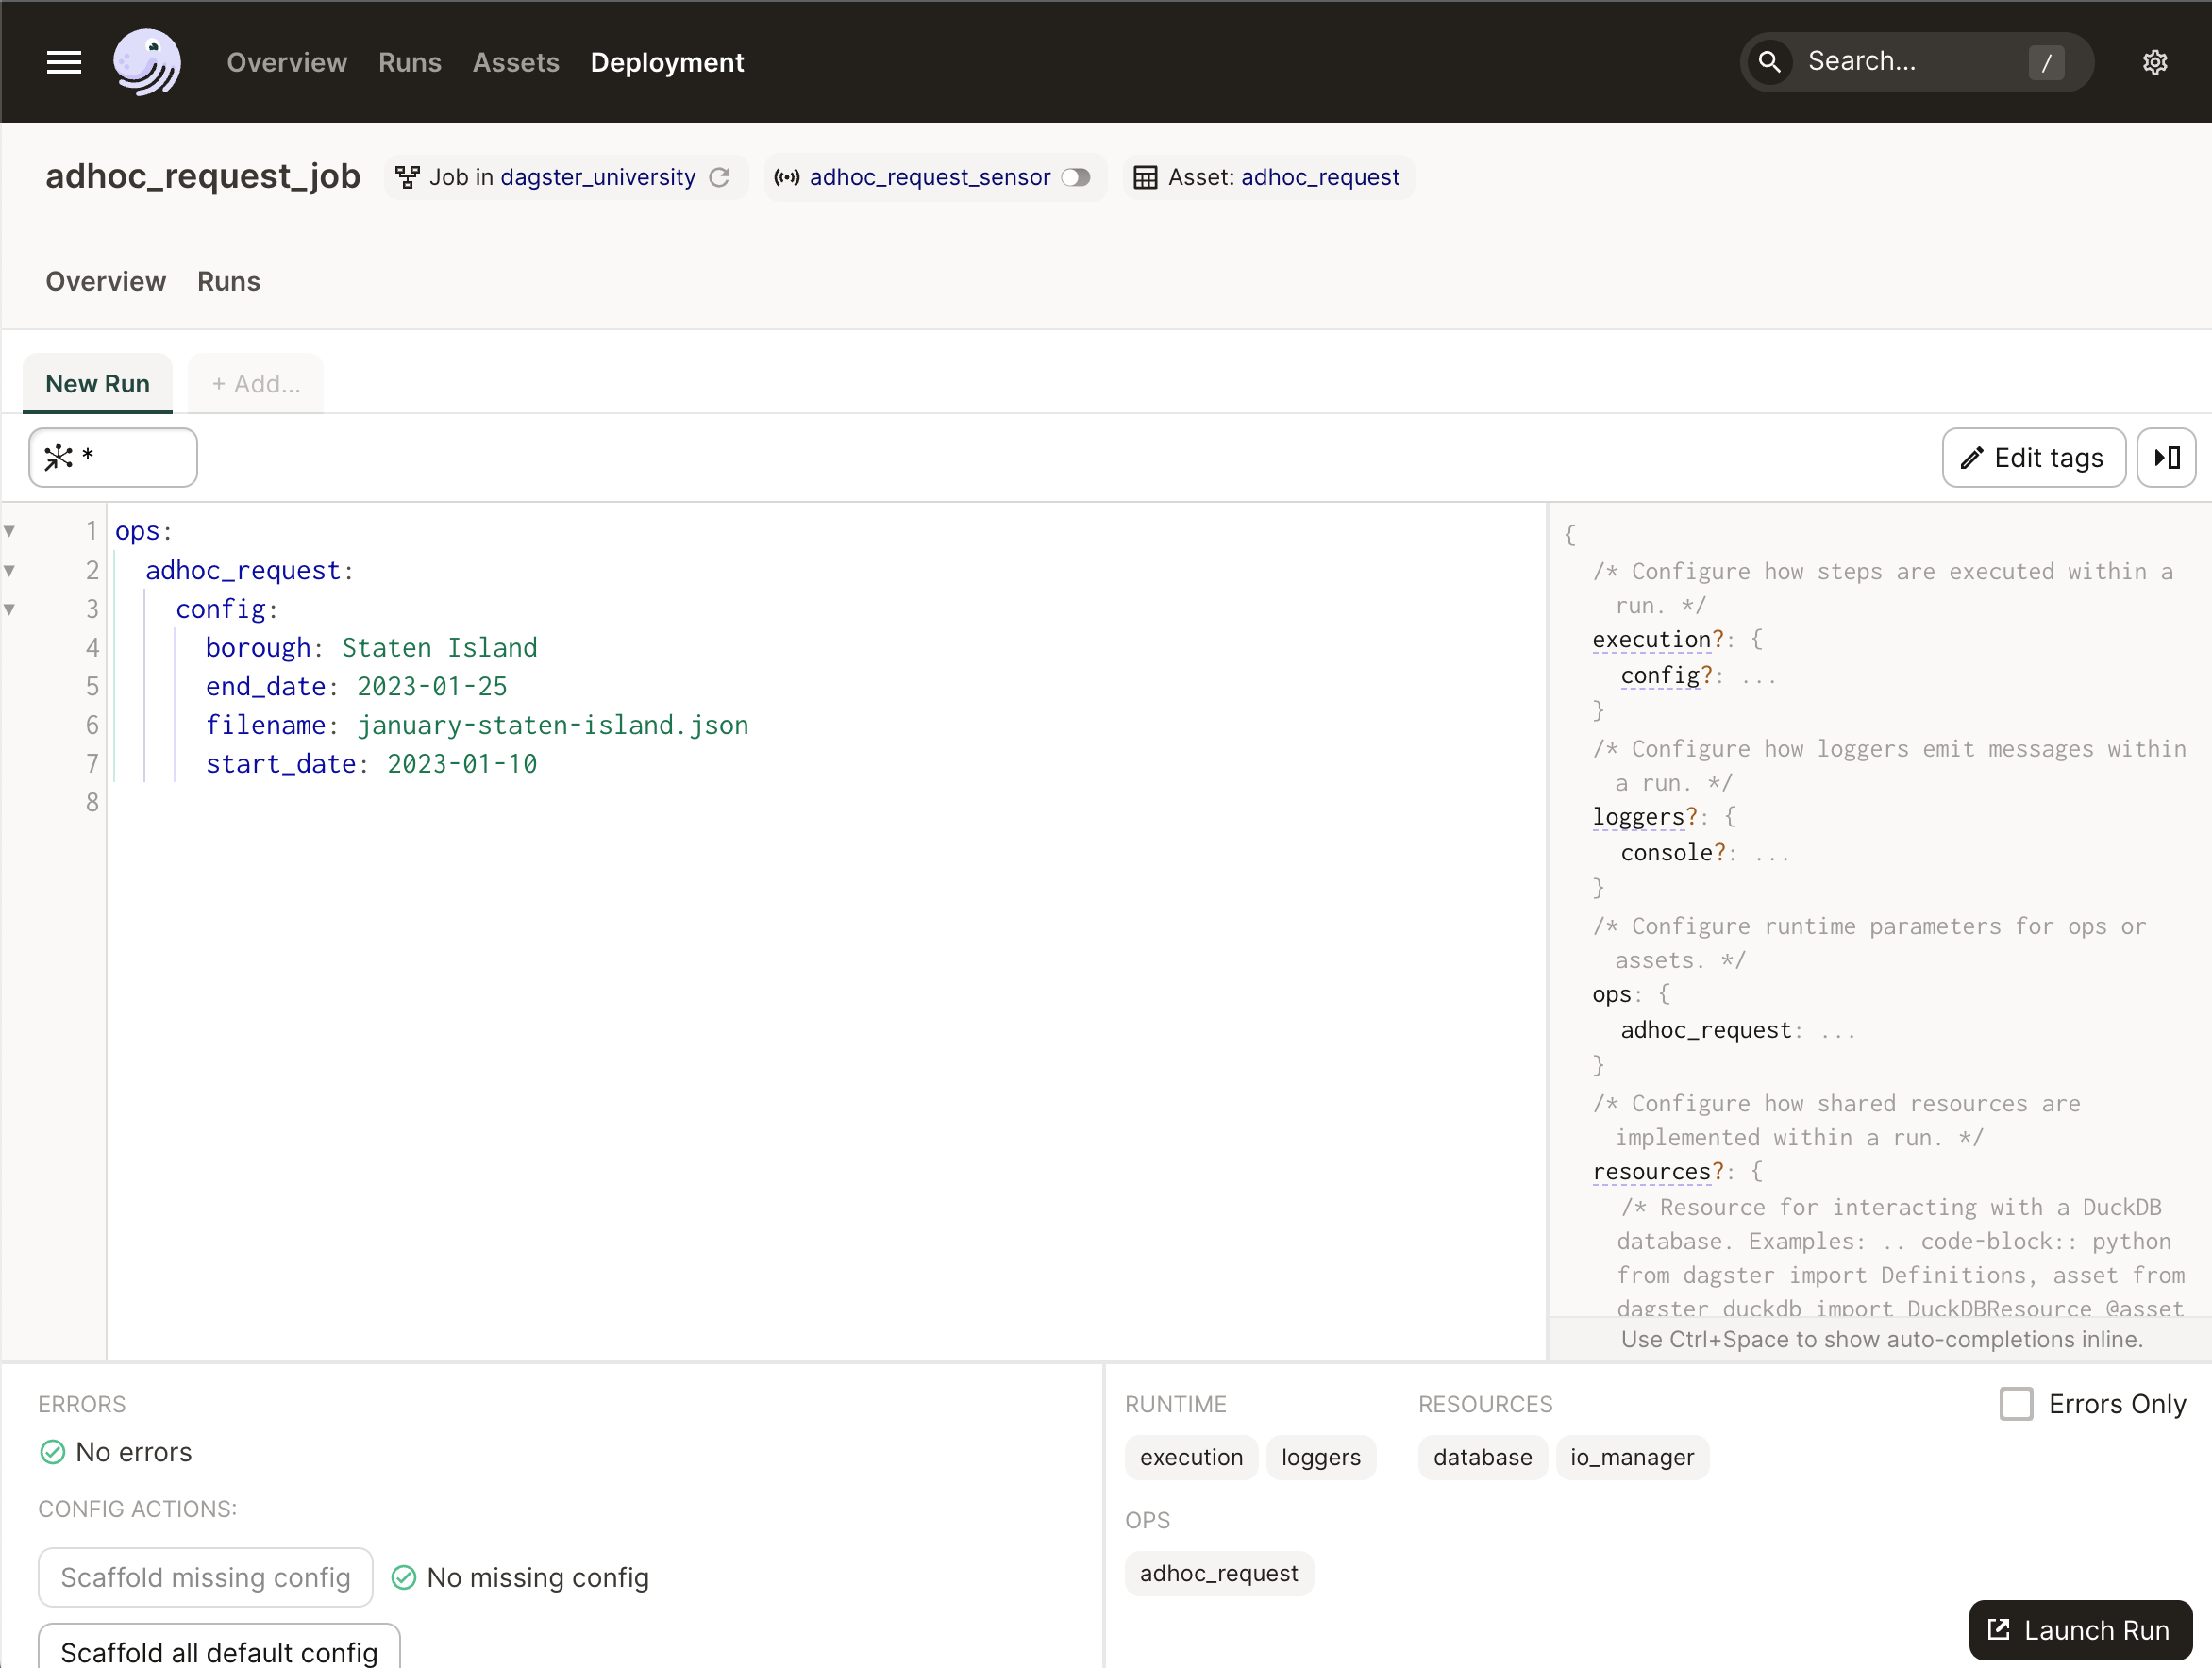 Overview Runs Assets Deployment Search... /
adhoc_request_job Job in dagster_university adhoc_request_sensor Asset: adhoc_request
Overview Runs
New Run + Add...
* Edit tags
1 ops:
2 adhoc_request:
3 config:
4 borough: Staten Island
5 end_date: 2023-01-25
6 filename: january-staten-island.json
7 start_date: 2023-01-10
8
{
/* Configure how steps are executed within a
run. */
execution?: {
config?: ...
}
/* Configure how loggers emit messages within
a run. */
loggers?: {
console?: ...
}
/* Configure runtime parameters for ops or
assets. */
ops: {
adhoc_request: ...
}
/* Configure how shared resources are
implemented within a run. */
resources?: {
/* Resource for interacting with a DuckDB
database. Examples: .. code-block:: python
from dagster import Definitions, asset from
dagster_duckdb import DuckDBResource @asset
Use Ctrl+Space to show auto-completions inline.
ERRORS
No errors
CONFIG ACTIONS:
Scaffold missing config No missing config
Scaffold all default config
RUNTIME RESOURCES Errors Only
execution loggers database io_manager
OPS
adhoc_request
Launch Run